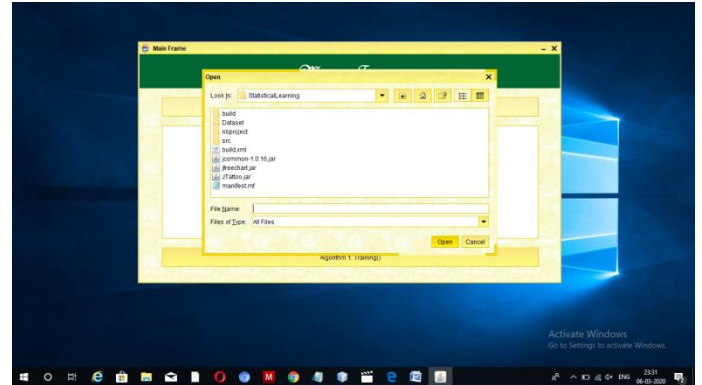 Main Frame
Open
Look In: StatisticalLearning
build
Dataset
nbproject
src
build.xml
jcommon-1.0.16.jar
jfreechart.jar
JTattoo.jar
manifest.mf
File Name:
Files of Type: All Files
Open Cancel
Algorithm 1: Training()
Activate Windows
Go to Settings to activate Windows.
ENG 23:31
06-03-2020